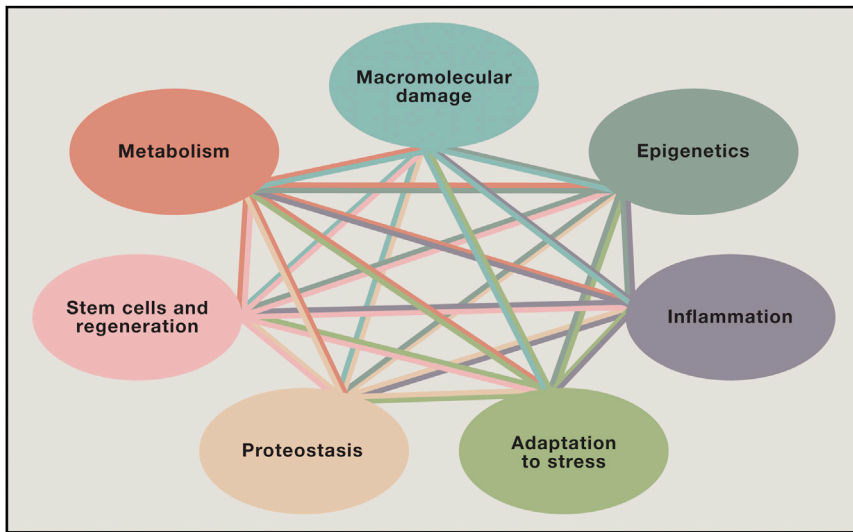 Macromolecular
damage
Metabolism
Epigenetics
Stem cells and
regeneration
Inflammation
Proteostasis
Adaptation
to stress